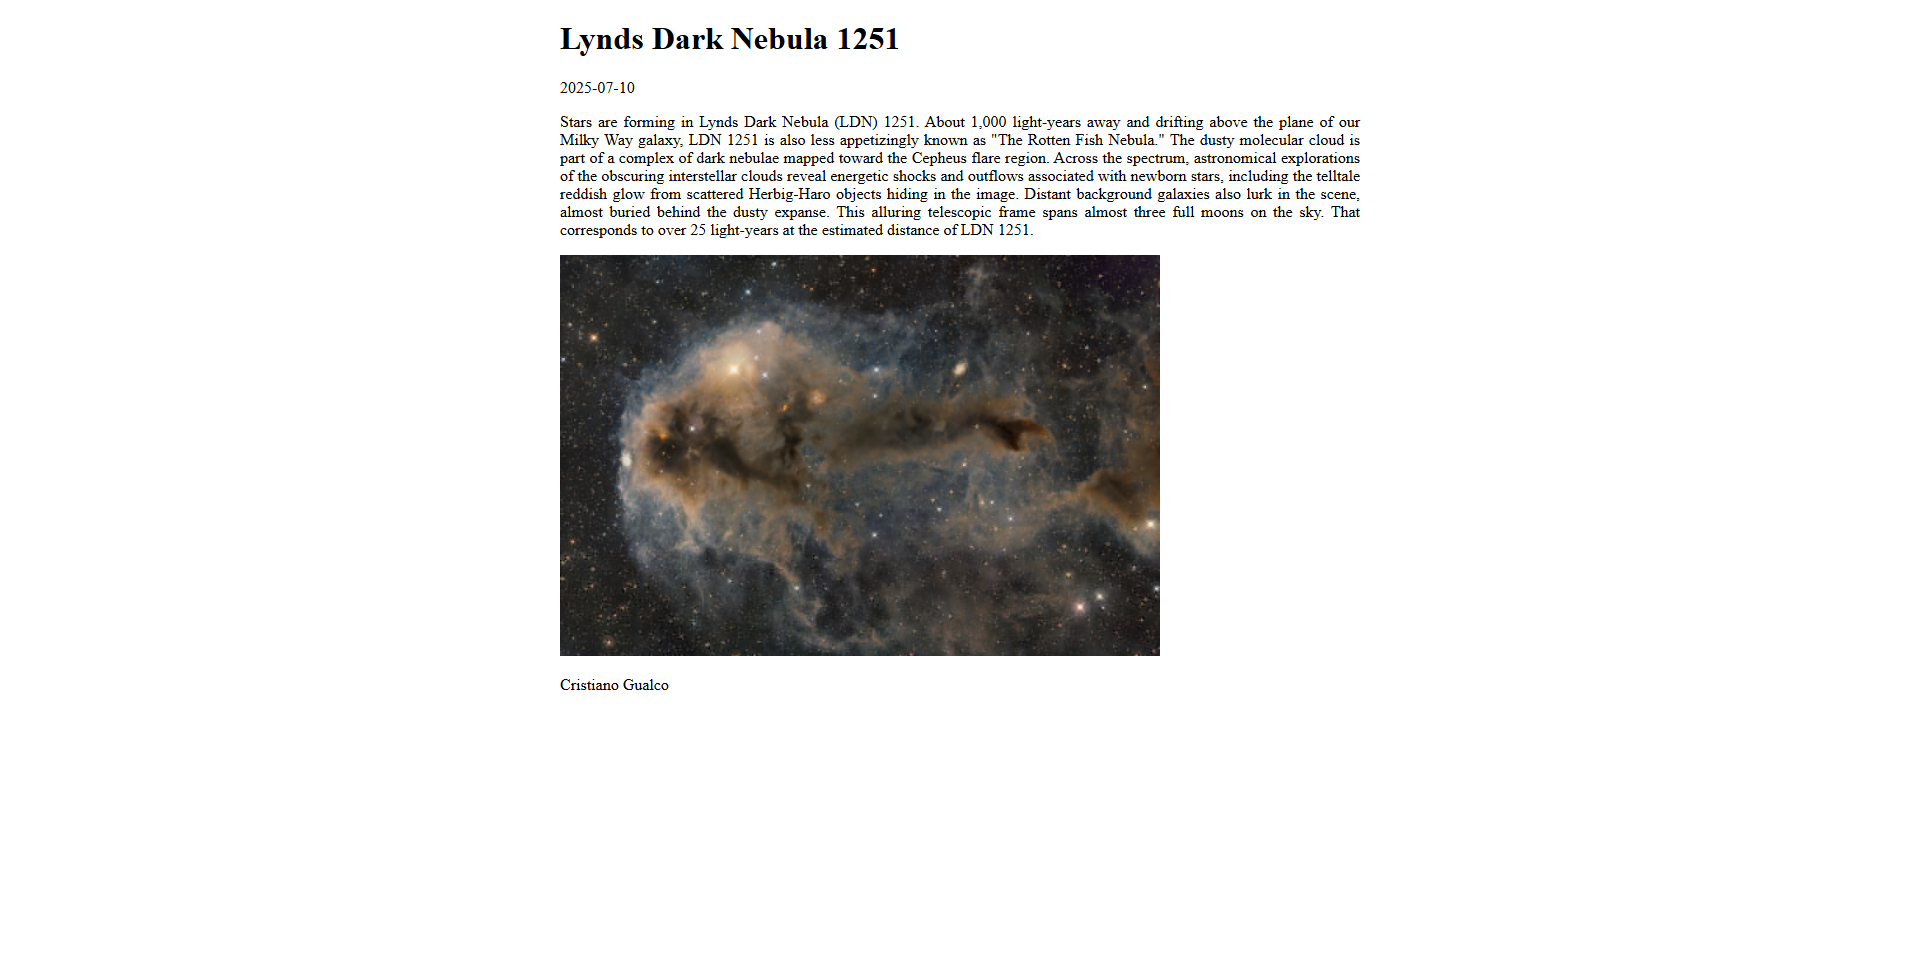 Lynds Dark Nebula 1251
2025-07-10
Stars are forming in Lynds Dark Nebula (LDN) 1251. About 1,000 light-years away and drifting above the plane of our
Milky Way galaxy, LDN 1251 is also less appetizingly known as "The Rotten Fish Nebula." The dusty molecular cloud is
part of a complex of dark nebulae mapped toward the Cepheus flare region. Across the spectrum, astronomical explorations
of the obscuring interstellar clouds reveal energetic shocks and outflows associated with newborn stars, including the telltale
reddish glow from scattered Herbig-Haro objects hiding in the image. Distant background galaxies also lurk in the scene,
almost buried behind the dusty expanse. This alluring telescopic frame spans almost three full moons on the sky. That
corresponds to over 25 light-years at the estimated distance of LDN 1251.
Cristiano Gualco